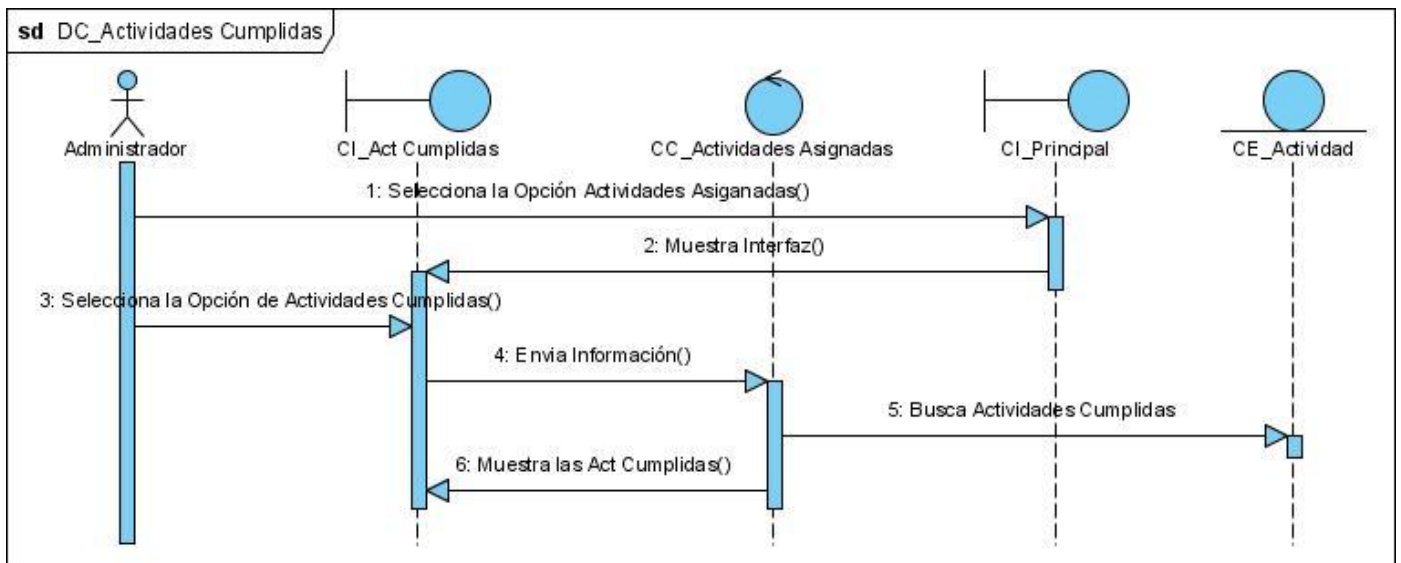 sd DC_Actividades Cumplidas
Administrador
CI_Act Cumplidas
CC_Actividades Asignadas
CI_Principal
CE_Actividad
1: Selecciona la Opción Actividades Asiganadas()
2: Muestra Interfaz()
3: Selecciona la Opción de Actividades Cumplidas()
4: Envia Información()
5: Busca Actividades Cumplidas
6: Muestra las Act Cumplidas()